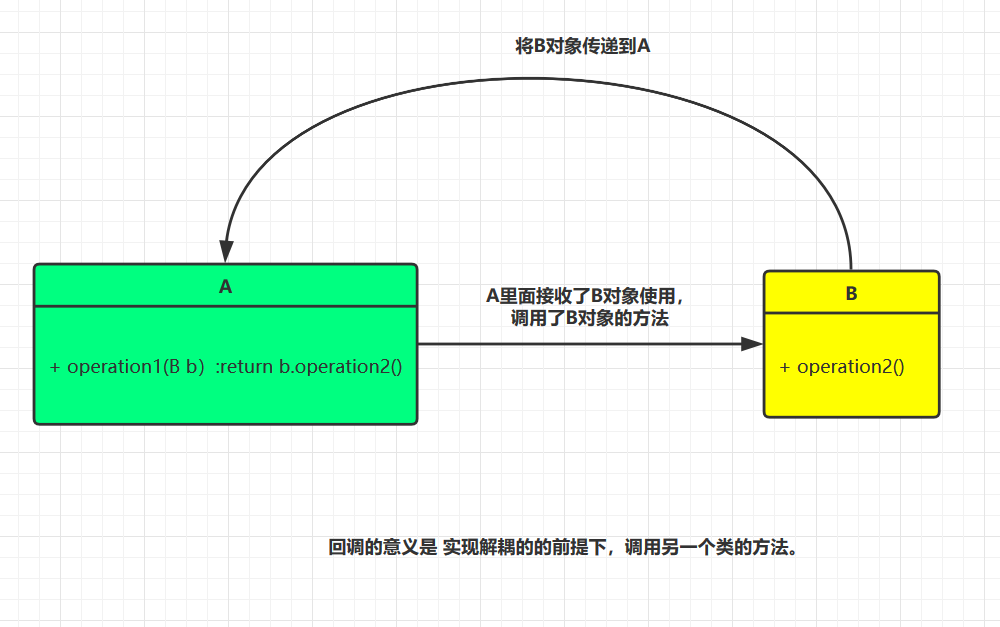 将B对象传递到A
A
+ operation1(B b) :return b.operation2()
A里面接收了B对象使用，
调用了B对象的方法
B
+ operation2()
回调的意义是 实现解耦的的前提下，调用另一个类的方法。